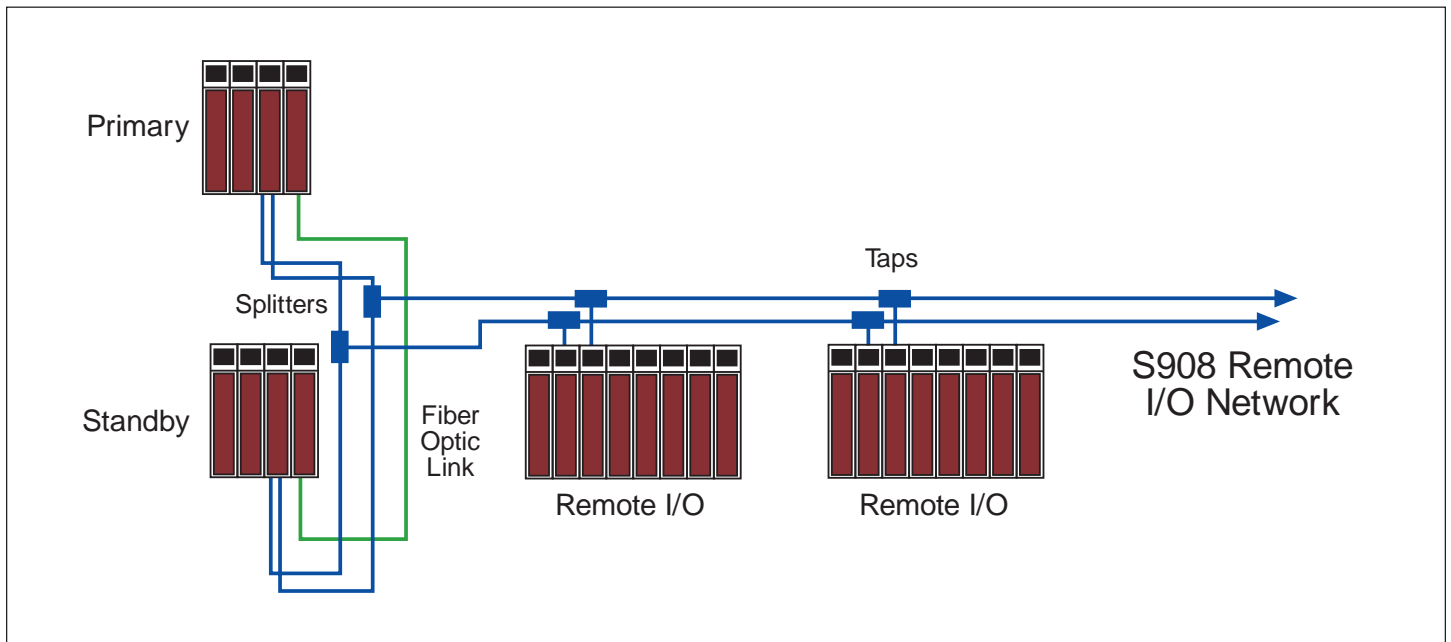 Primary
Taps
Splitters
Standby
Fiber
Optic
Link
S908 Remote
I/O Network
Remote I/O
Remote I/O